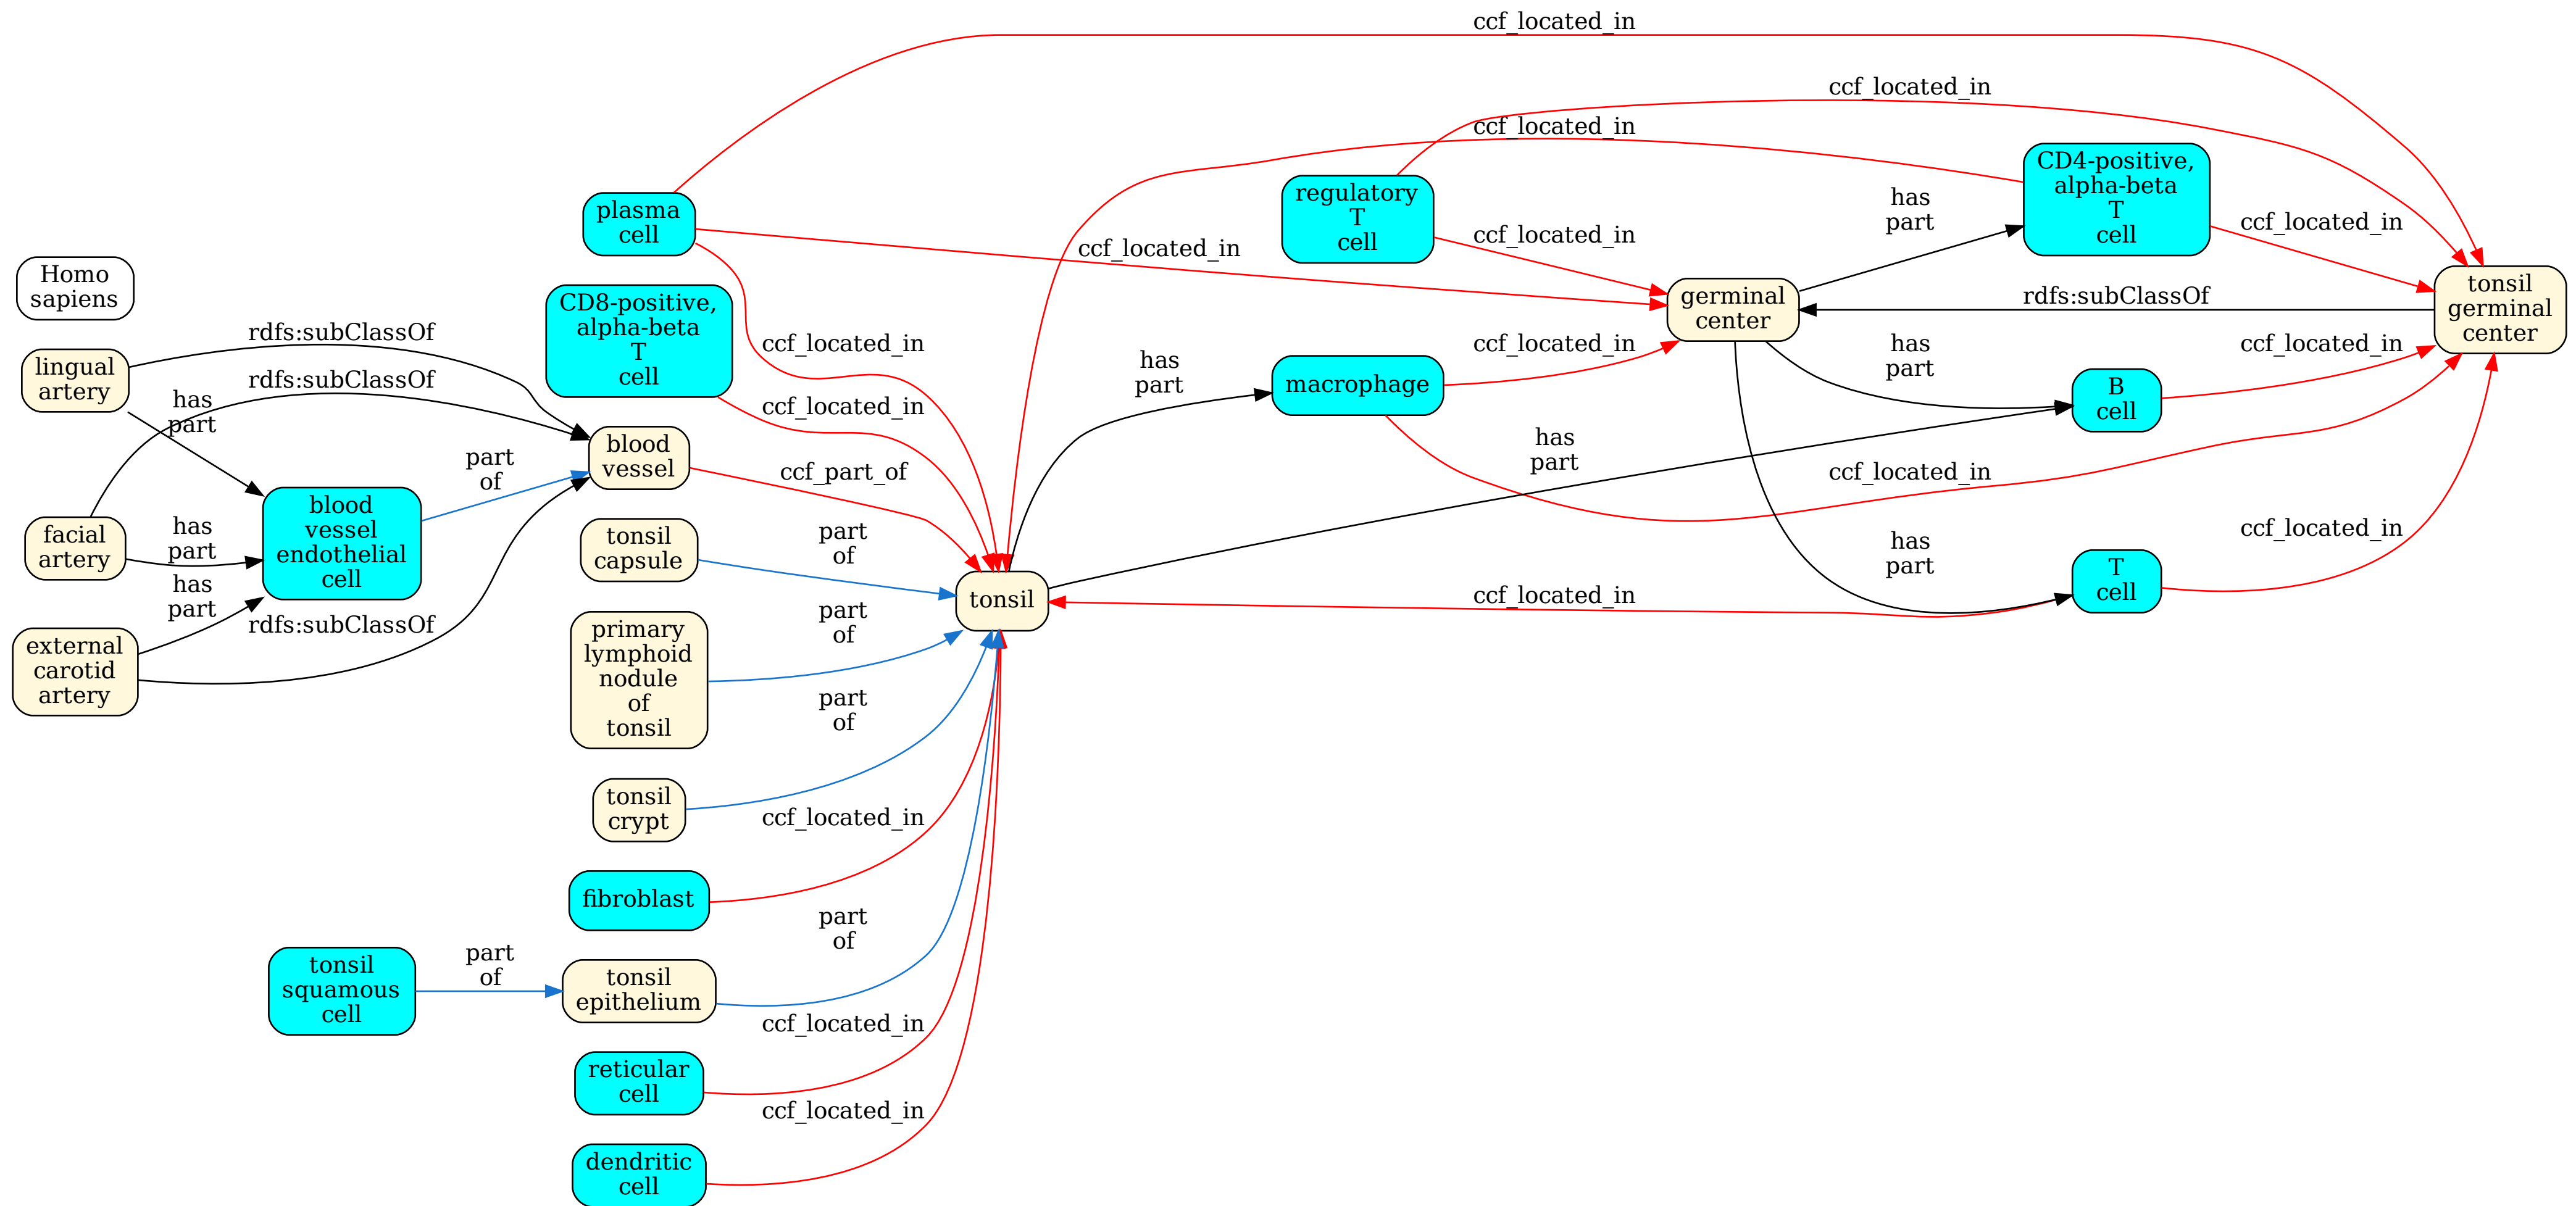 ccf_located_in
ccf_located_in
ccf_located_in
CD4-positive,
alpha-beta
T
cell
regulatory
T
cell
plasma
cell
has
part
ccf_located_in
ccf_located_in
ccf_located_in
Homo
sapiens
CD8-positive,
alpha-beta
T
cell
germinal
center
rdfs:subClassOf
tonsil
germinal
center
rdfs:subClassOf
ccf_located_in
ccf_located_in
has
part
ccf_located_in
lingual
artery
rdfs:subClassOf
has
part
macrophage
B
cell
has
part
ccf_located_in
blood
vessel
has
part
part
of
ccf_part_of
ccf_located_in
blood
vessel
endothelial
cell
facial
artery
has
part
tonsil
capsule
part
of
ccf_located_in
has
part
T
cell
has
part
tonsil
ccf_located_in
rdfs:subClassOf
part
of
external
carotid
artery
primary
lymphoid
nodule
of
tonsil
part
of
tonsil
crypt
ccf_located_in
fibroblast
part
of
tonsil
squamous
cell
part
of
tonsil
epithelium
ccf_located_in
reticular
cell
ccf_located_in
dendritic
cell